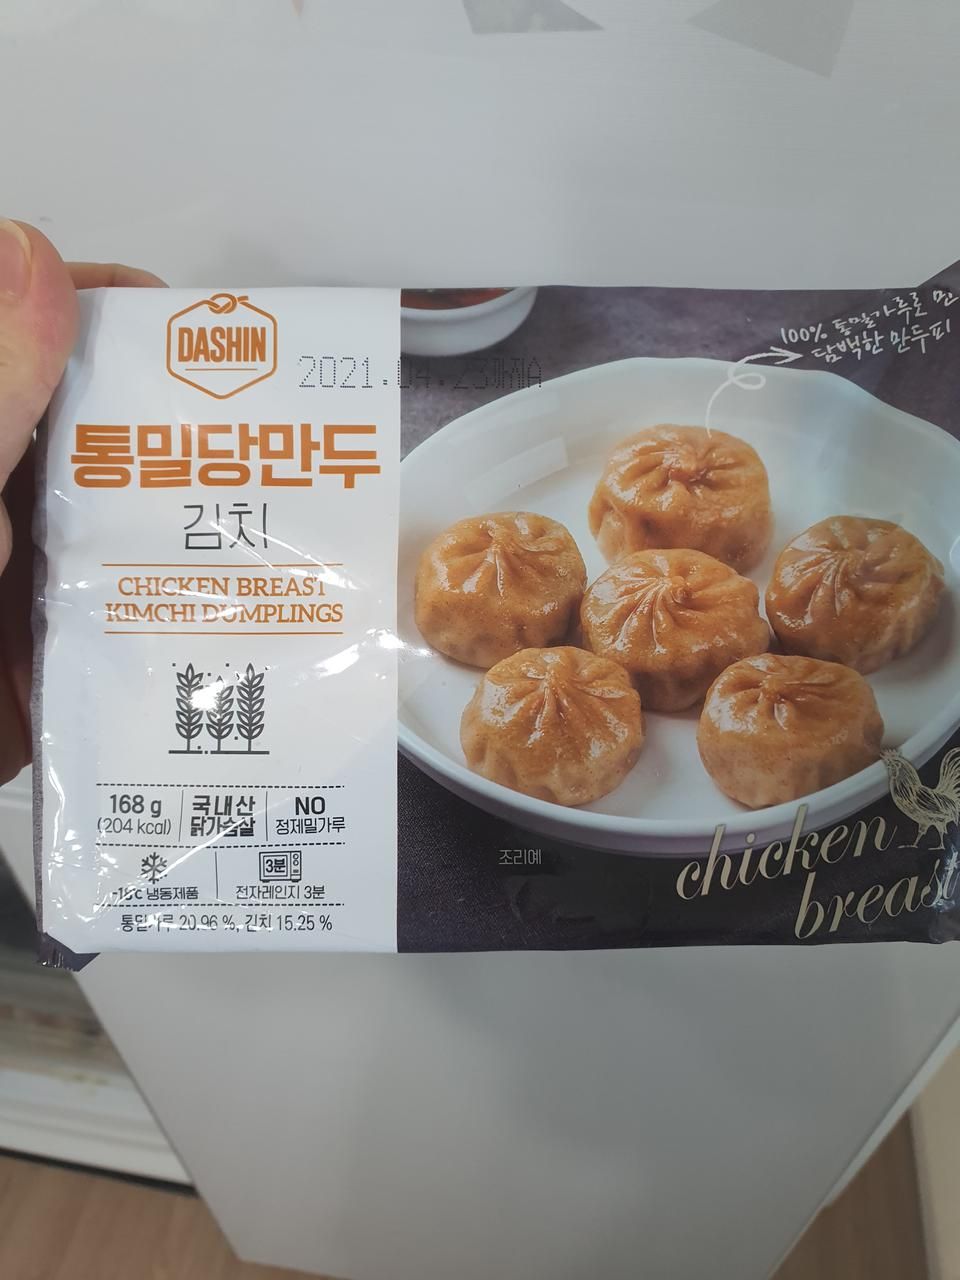 DASHIN
2021.04.23까지A
통밀당만두
김치
CHICKEN BREAST
KIMCHI DUMPLINGS
168 g
(204 kcal)
국내산
닭가슴살
NO
정제밀가루
3분
-18℃ 냉동제품
전자레인지 3분
통밀가루 20.96 %, 김치 15.25 %
100% 통밀가루로 만
담백한 만두피
조리예
chicken
breast